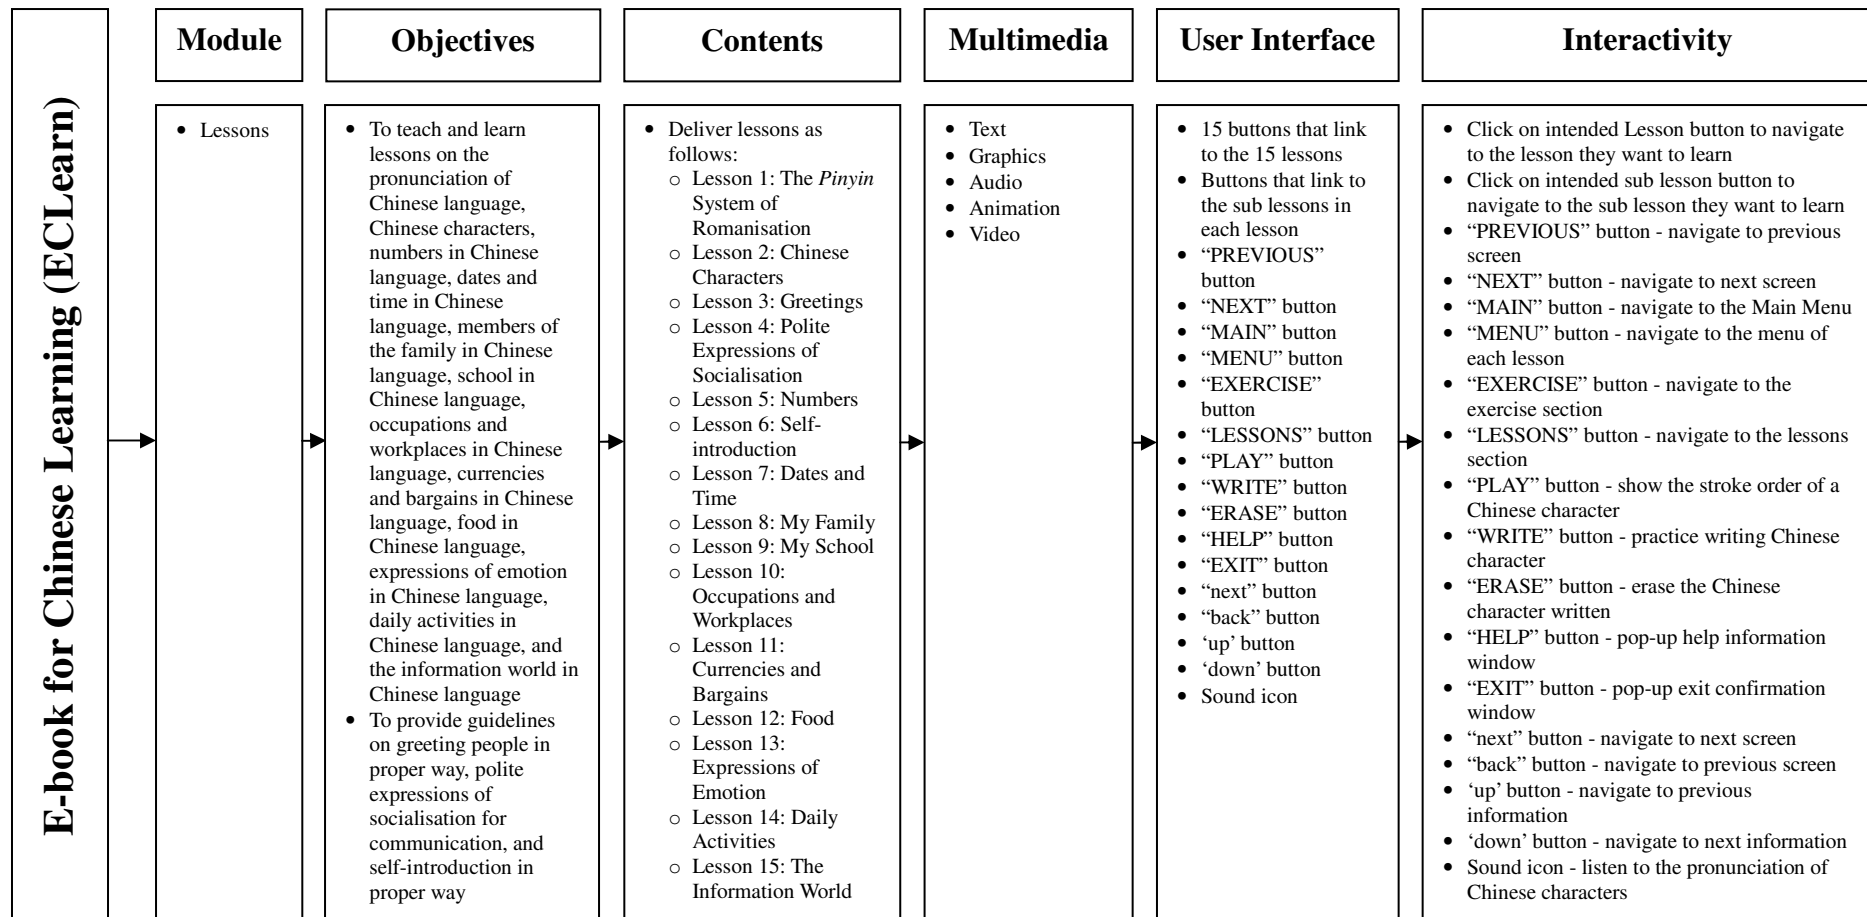 E-book for Chinese Learning (ECLearn)
Module
• Lessons
Objectives
• To teach and learn
lessons on the
pronunciation of
Chinese language,
Chinese characters,
numbers in Chinese
language, dates and
time in Chinese
language, members of
the family in Chinese
language, school in
Chinese language,
occupations and
workplaces in Chinese
language, currencies
and bargains in Chinese
language, food in
Chinese language,
expressions of emotion
in Chinese language,
daily activities in
Chinese language, and
the information world in
Chinese language
• To provide guidelines
on greeting people in
proper way, polite
expressions of
socialisation for
communication, and
self-introduction in
proper way
Contents
• Deliver lessons as
follows:
○ Lesson 1: The Pinyin
System of
Romanisation
○ Lesson 2: Chinese
Characters
○ Lesson 3: Greetings
○ Lesson 4: Polite
Expressions of
Socialisation
○ Lesson 5: Numbers
○ Lesson 6: Self-
introduction
○ Lesson 7: Dates and
Time
○ Lesson 8: My Family
○ Lesson 9: My School
○ Lesson 10:
Occupations and
Workplaces
○ Lesson 11:
Currencies and
Bargains
○ Lesson 12: Food
○ Lesson 13:
Expressions of
Emotion
○ Lesson 14: Daily
Activities
○ Lesson 15: The
Information World
Multimedia
• Text
• Graphics
• Audio
• Animation
• Video
User Interface
• 15 buttons that link
to the 15 lessons
• Buttons that link to
the sub lessons in
each lesson
• “PREVIOUS”
button
• “NEXT” button
• “MAIN” button
• “MENU” button
• “EXERCISE”
button
• “LESSONS” button
• “PLAY” button
• “WRITE” button
• “ERASE” button
• “HELP” button
• “EXIT” button
• “next” button
• “back” button
• ‘up’ button
• ‘down’ button
• Sound icon
Interactivity
• Click on intended Lesson button to navigate
to the lesson they want to learn
• Click on intended sub lesson button to
navigate to the sub lesson they want to learn
• “PREVIOUS” button - navigate to previous
screen
• “NEXT” button - navigate to next screen
• “MAIN” button - navigate to the Main Menu
• “MENU” button - navigate to the menu of
each lesson
• “EXERCISE” button - navigate to the
exercise section
• “LESSONS” button - navigate to the lessons
section
• “PLAY” button - show the stroke order of a
Chinese character
• “WRITE” button - practice writing Chinese
character
• “ERASE” button - erase the Chinese
character written
• “HELP” button - pop-up help information
window
• “EXIT” button - pop-up exit confirmation
window
• “next” button - navigate to next screen
• “back” button - navigate to previous screen
• ‘up’ button - navigate to previous
information
• ‘down’ button - navigate to next information
• Sound icon - listen to the pronunciation of
Chinese characters